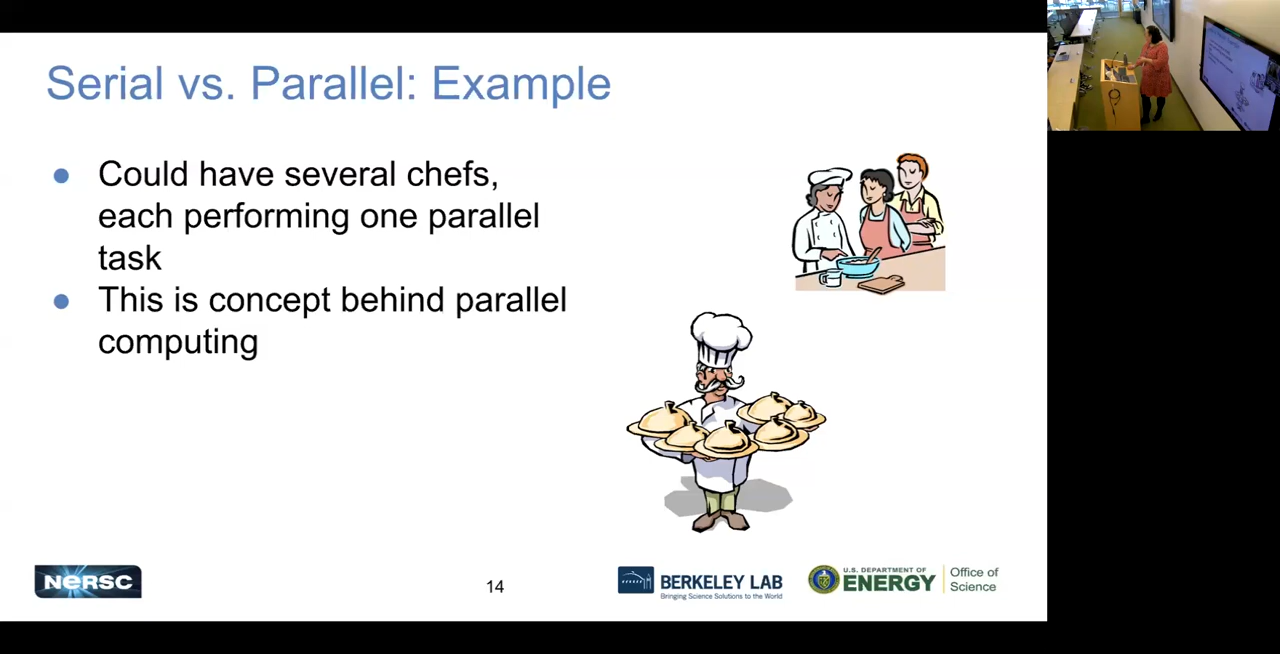 Serial vs. Parallel: Example
Could have several chefs,
each performing one parallel
task
This is concept behind parallel
computing
NERSC
14
BERKELEY LAB
Bringing Science Solutions to the World
U.S. DEPARTMENT OF
ENERGY
Office of
Science